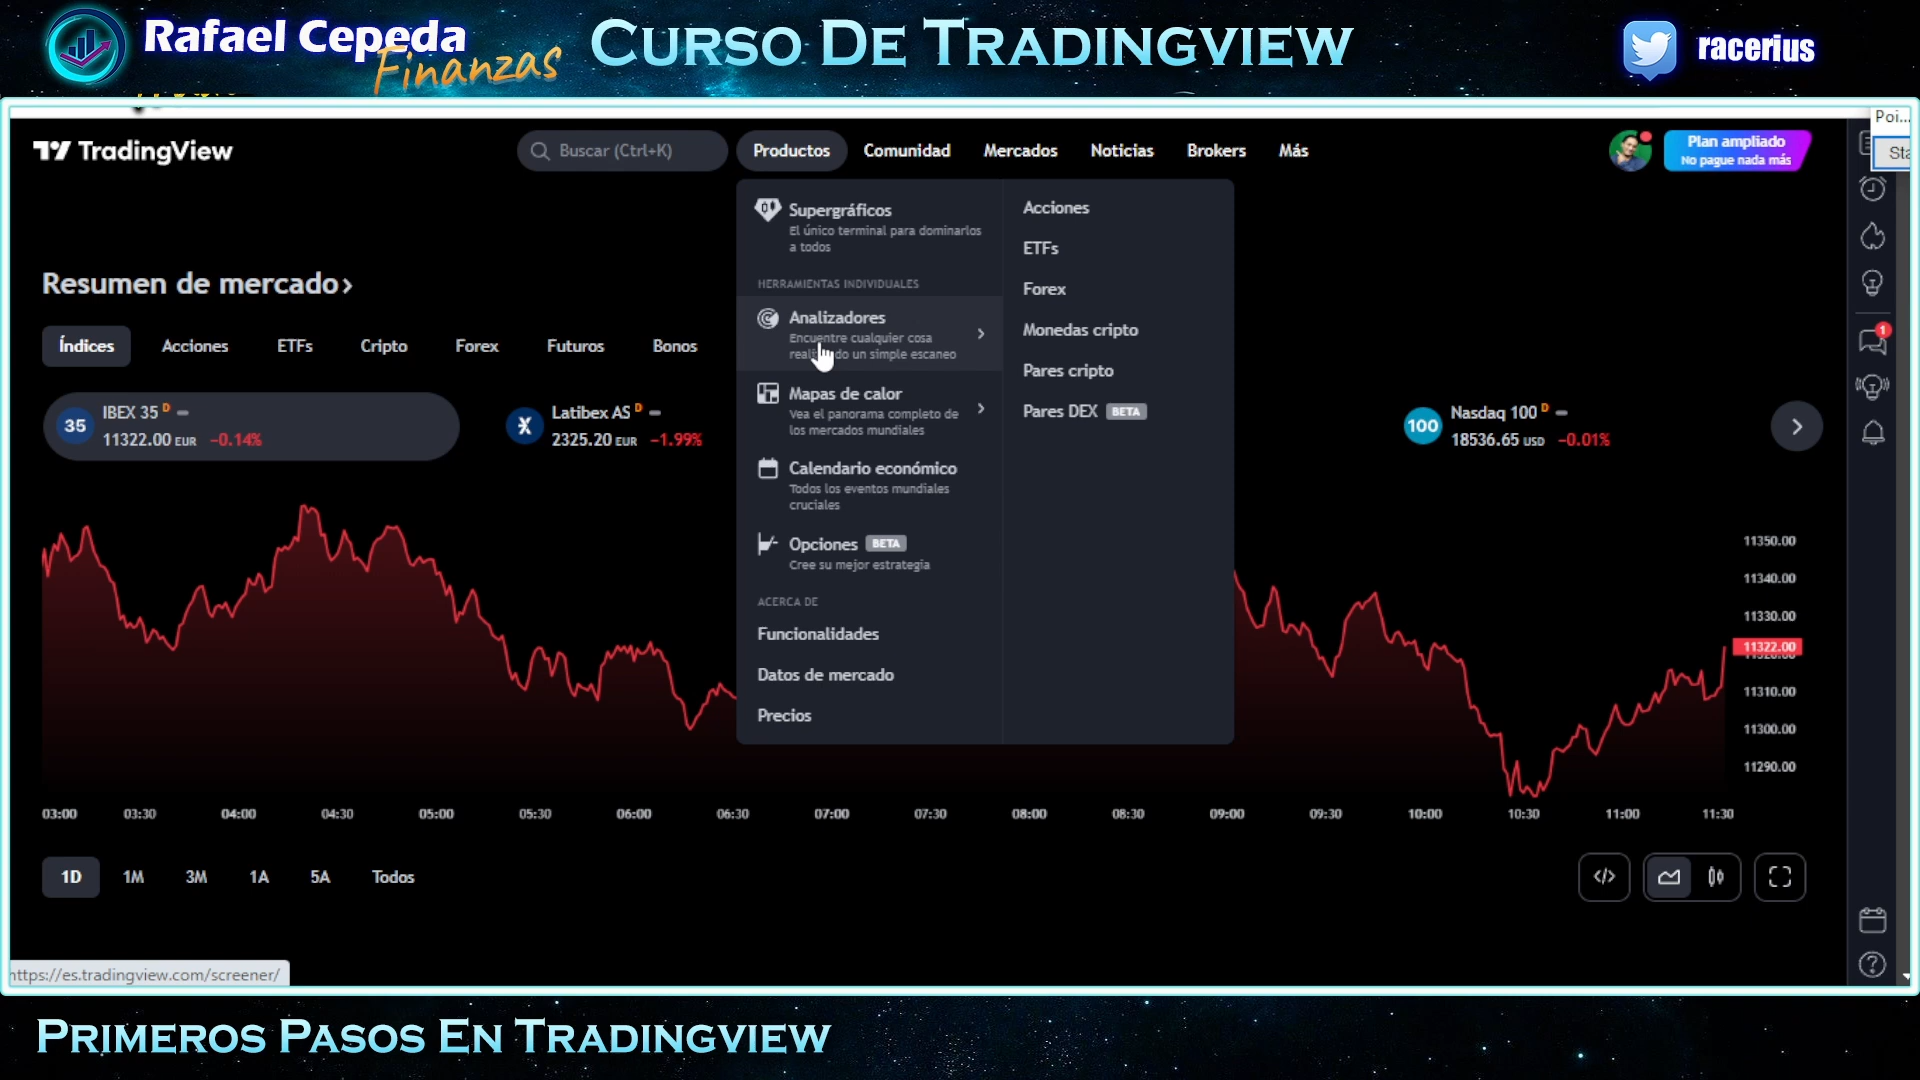 Rafael Cepeda
Finanzas
CURSO DE TRADINGVIEW
racerius
Poi...
TradingView
Buscar (Ctrl+K)
Productos
Comunidad
Mercados
Noticias
Brokers
Más
Plan ampliado
No pague nada más
Sta
Supergráficos
El único terminal para dominarlos
a todos
HERRAMIENTAS INDIVIDUALES
Analizadores
Encuentre cualquier cosa
do un simple escaneo
Mapas de calor
Vea el panorama completo de
los mercados mundiales
Calendario económico
Todos los eventos mundiales
cruciales
Opciones BETA
Cree su mejor estrategia
ACERCA DE
Funcionalidades
Datos de mercado
Precios
Acciones
ETFs
Forex
Monedas cripto
Pares cripto
Pares DEX BETA
Resumen de mercado›
Índices
Acciones
ETFs
Cripto
Forex
Futuros
Bonos
35
IBEX 35 D
11322.00 EUR −0.14%
Latibex AS D
2325.20 EUR −1.99%
100
Nasdaq 100 D
18536.65 USD −0.01%
1
11350.00
11340.00
11330.00
11322.00
11310.00
11300.00
11290.00
03:00
03:30
04:00
04:30
05:00
05:30
06:00
06:30
07:00
07:30
08:00
08:30
09:00
09:30
10:00
10:30
11:00
11:30
1D
1M
3M
1A
5A
Todos
https://es.tradingview.com/screener/
PRIMEROS PASOS EN TRADINGVIEW